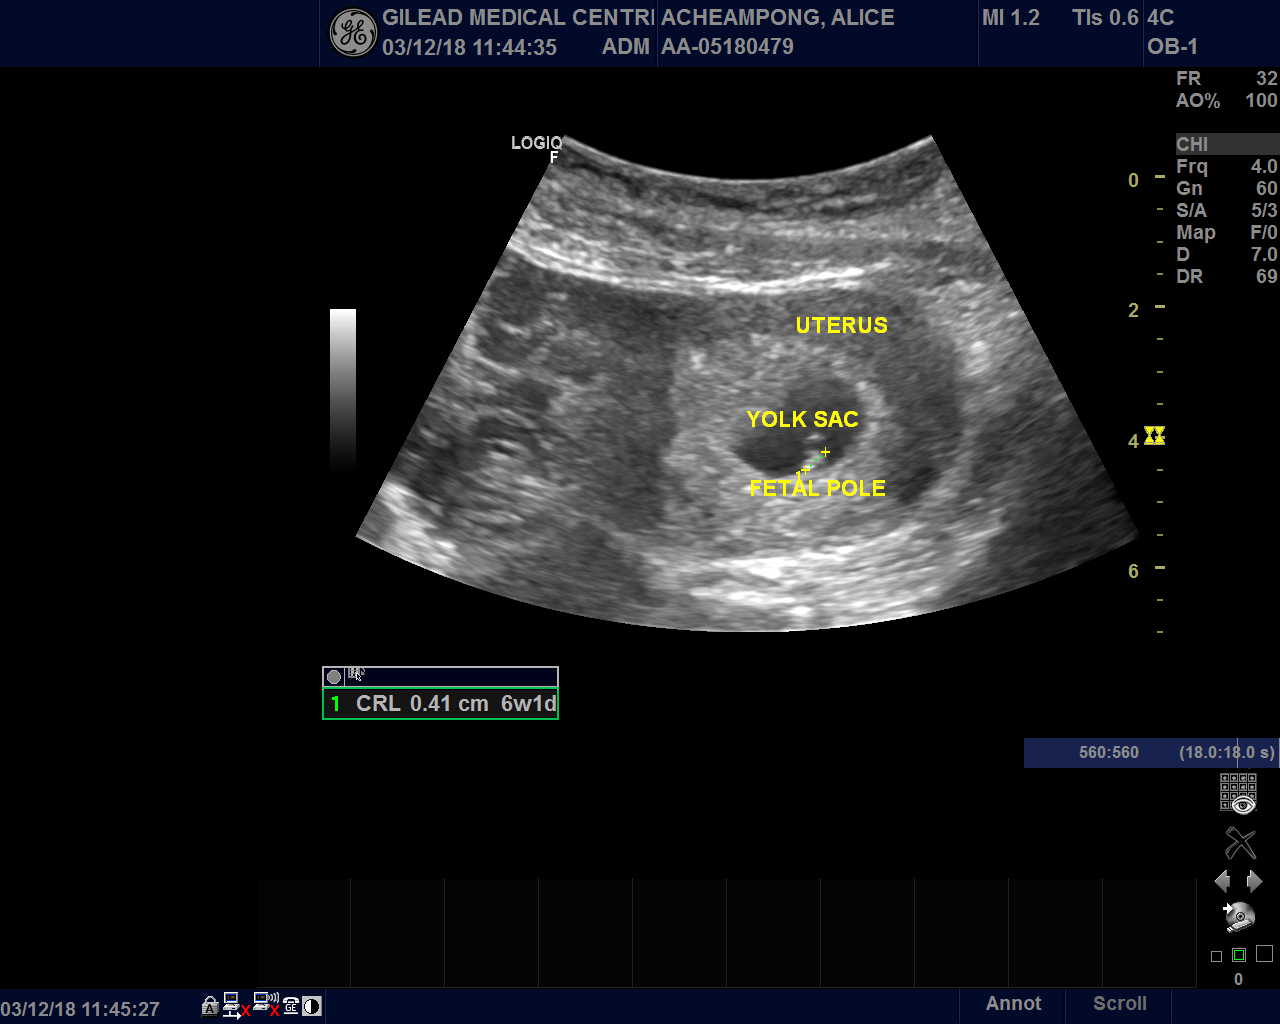 GILEAD MEDICAL CENTR
ACHEAMPONG, ALICE
MI 1.2 TIs 0.6 4C
03/12/18 11:44:35 ADM
AA-05180479
OB-1
FR 32
AO% 100
LOGIQ
F
CHI
Frq 4.0
Gn 60
S/A 5/3
Map F/0
D 7.0
DR 69
0
2
4
6
UTERUS
YOLK SAC
1
FETAL POLE
1 CRL 0.41 cm 6w1d
560:560 (18.0:18.0 s)
0
03/12/18 11:45:27
A
GE
Annot
Scroll